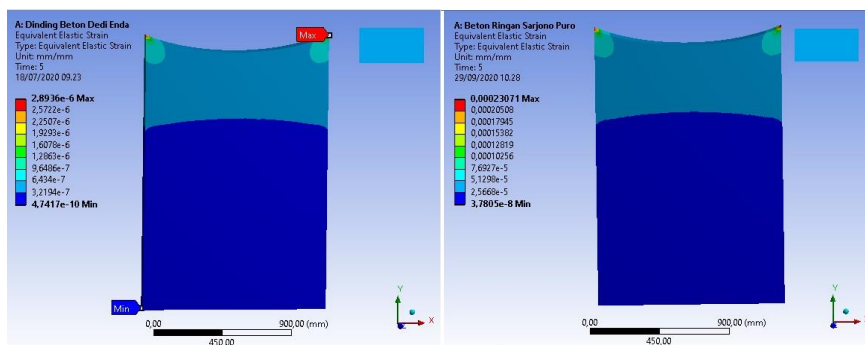 A: Dinding Beton Dedi Enda
Equivalent Elastic Strain
Type: Equivalent Elastic Strain
Unit: mm/mm
Time: 5
18/07/2020 09.23
2,8936e-6 Max
2,5722e-6
2,2507e-6
1,9293e-6
1,6078e-6
1,2863e-6
9,6486e-7
6,434e-7
3,2194e-7
4,7417e-10 Min
Max
Min
0,00
900,00 (mm)
450,00
Y
X
A: Beton Ringan Sarjono Puro
Equivalent Elastic Strain
Type: Equivalent Elastic Strain
Unit: mm/mm
Time: 5
29/09/2020 10.28
0,00023071 Max
0,00020508
0,00017945
0,00015382
0,00012819
0,00010256
7,6927e-5
5,1298e-5
2,5668e-5
3,7805e-8 Min
0,00
900,00 (mm)
450,00
Y